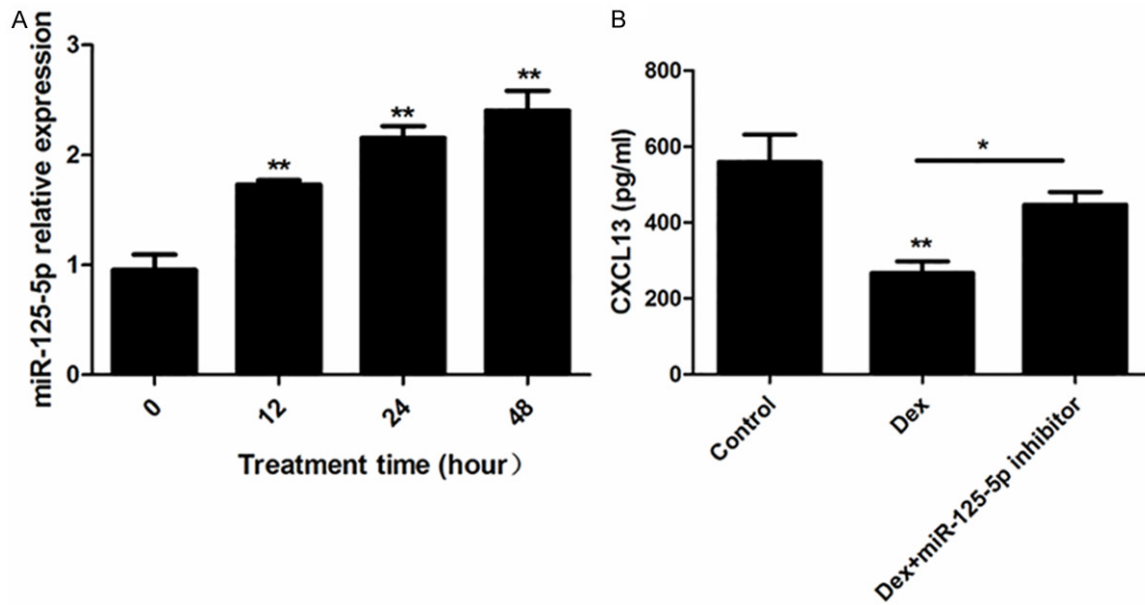 A
miR-125-5p relative expression
3
2
1
0
**
**
**
0
12
24
48
Treatment time (hour）
B
CXCL13 (pg/ml)
800
600
400
200
0
**
*
Control
Dex
Dex+miR-125-5p inhibitor